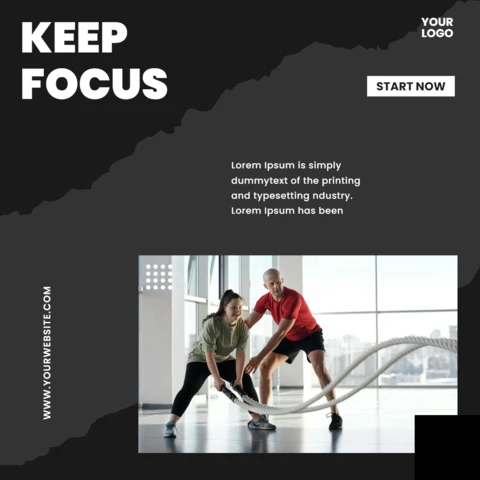 KEEP
FOCUS
YOUR
LOGO
START NOW
Lorem Ipsum is simply
dummytext of the printing
and typesetting ndustry.
Lorem Ipsum has been
WWW.YOURWEBSITE.COM